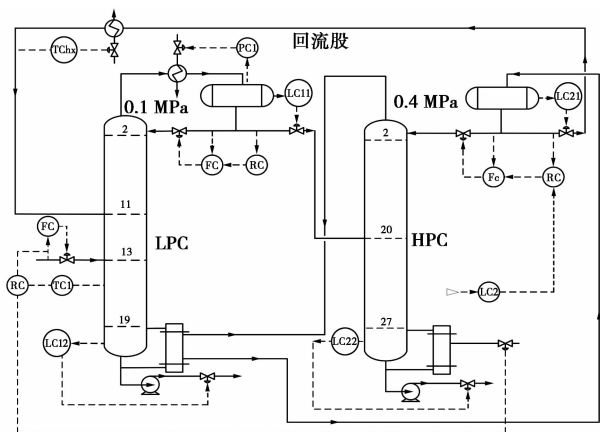 回流股
TChx
PC1
LC11
0.1 MPa
0.4 MPa
LC21
2
2
FC
RC
Fc
RC
11
FC
LPC
20
HPC
13
RC
TC1
LC2
19
27
LC12
LC22